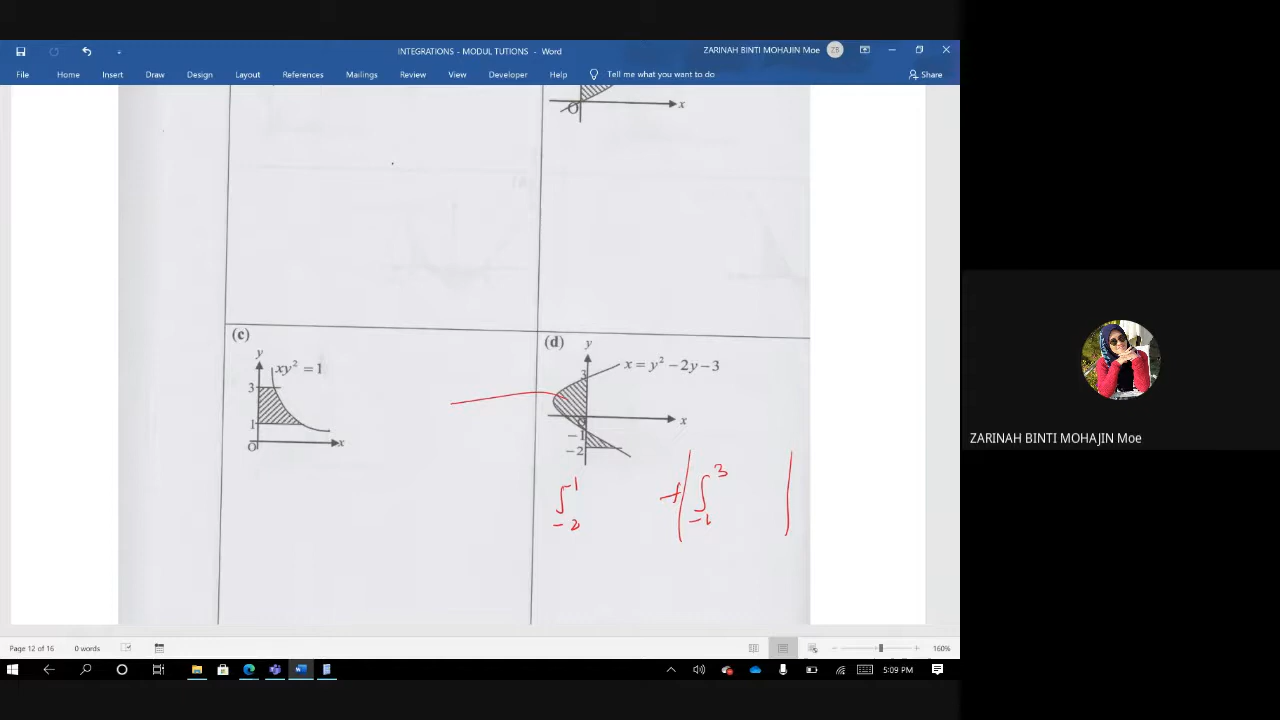 INTEGRATIONS - MODUL TUTIONS - Word
ZARINAH BINTI MOHAJIN Moe
ZB
File Home Insert Draw Design Layout References Mailings Review View Developer Help Tell me what you want to do
Share
O x
(c)
y
xy² = 1
3
1
O x
(d)
y
x = y² − 2y − 3
3
O x
−1
−2
∫ −1 −2 + | ∫ 3 −1 |
ZARINAH BINTI MOHAJIN Moe
Page 12 of 16 0 words
160%
5:09 PM